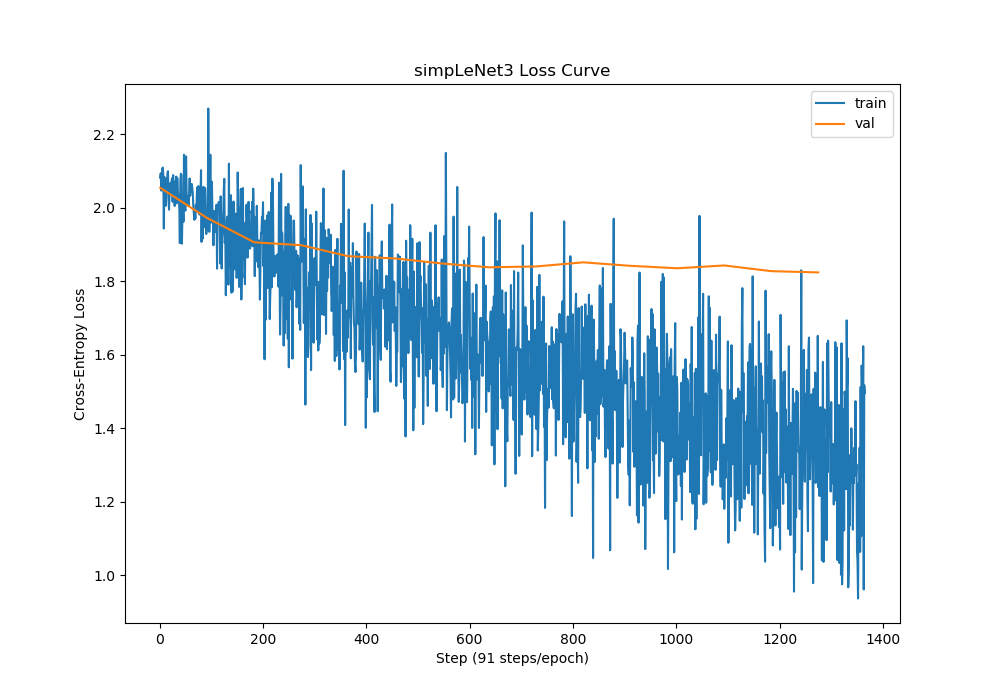 simpLeNet3 Loss Curve
train
val
2.2
2.0
1.8
1.6
1.4
1.2
1.0
Cross-Entropy Loss
0 200 400 600 800 1000 1200 1400
Step (91 steps/epoch)